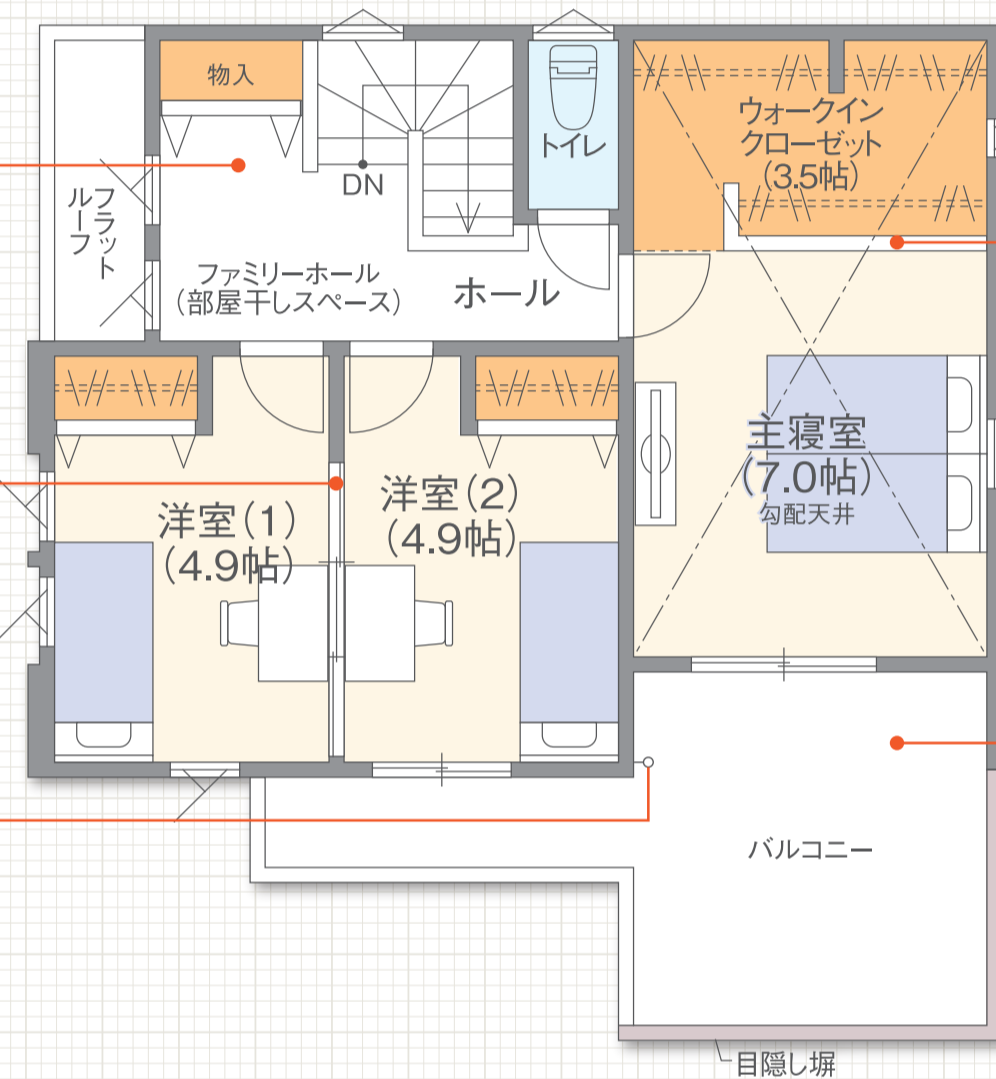 物入
DN
トイレ
ウォークイン
クローゼット
(3.5帖)
フラット
ルーフ
ファミリーホール
(部屋干しスペース)
ホール
洋室(1)
(4.9帖)
洋室(2)
(4.9帖)
主寝室
(7.0帖)
勾配天井
バルコニー
目隠し塀